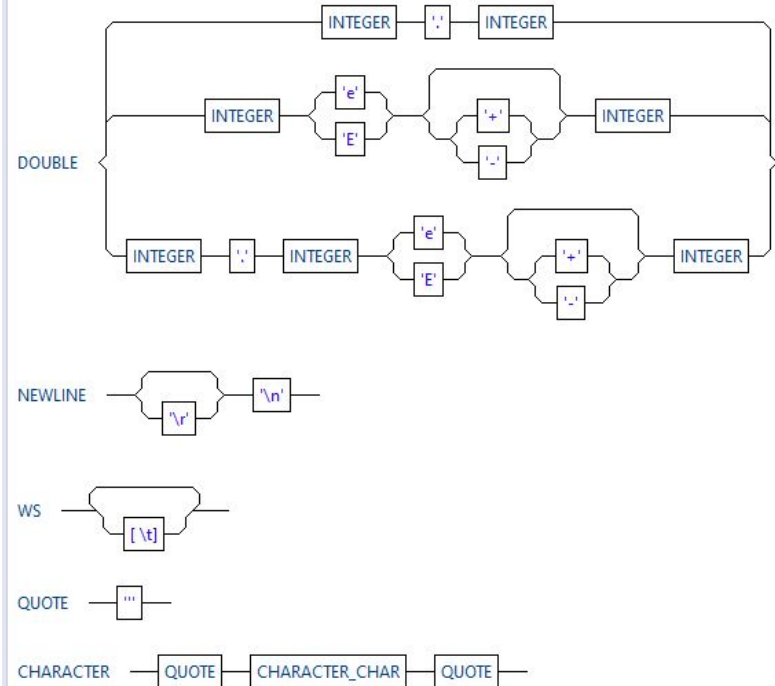 INTEGER '.' INTEGER
'e'
INTEGER '+' INTEGER
'E'
'-'
DOUBLE
'e'
INTEGER '.' INTEGER '+' INTEGER
'E'
'-'
NEWLINE '\n'
'\r'
WS
[ \t]
QUOTE '''
CHARACTER QUOTE CHARACTER_CHAR QUOTE